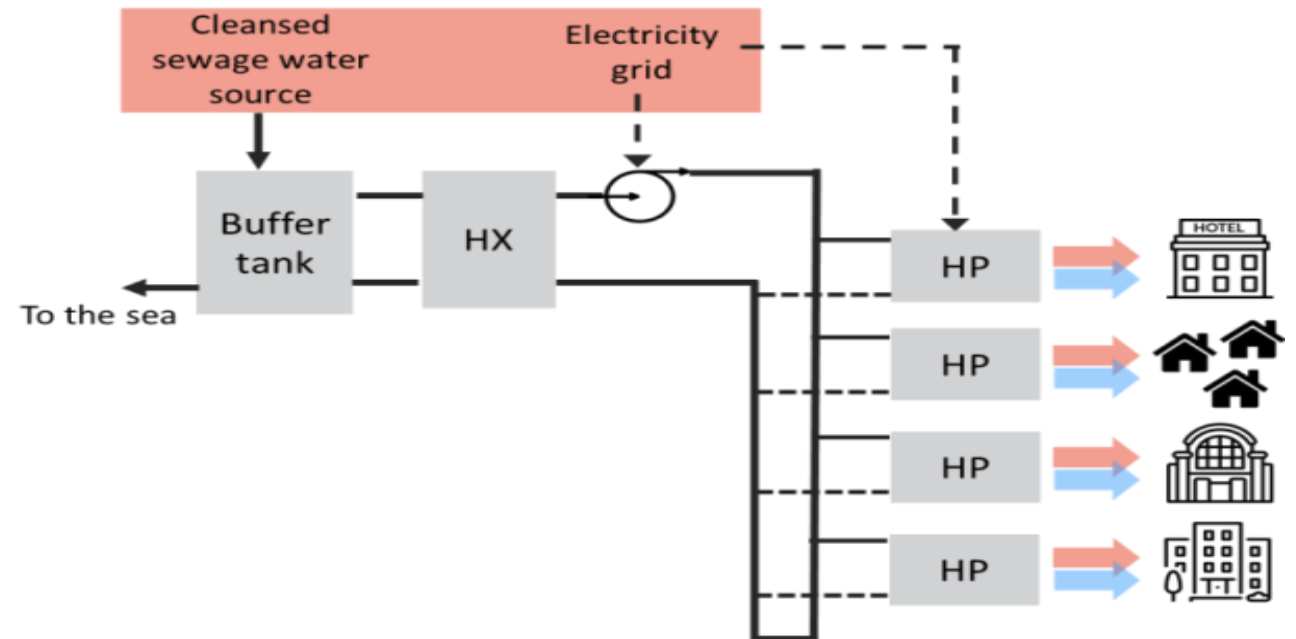 Cleansed
sewage water
source
Electricity
grid
Buffer
tank
HX
To the sea
HP
HOTEL
HP
HP
HP